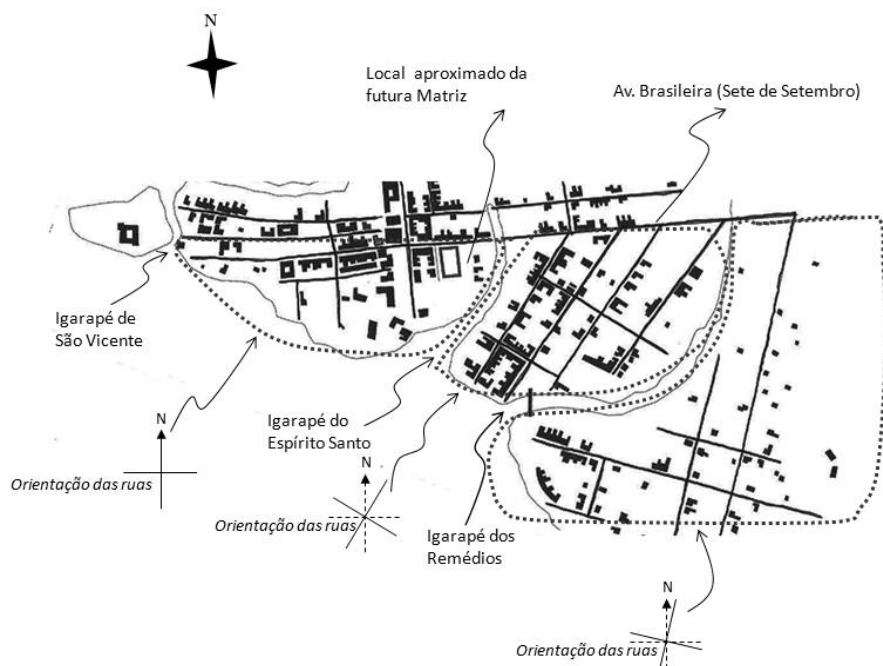 N
Local aproximado da
futura Matriz
Av. Brasileira (Sete de Setembro)
Igarapé de
São Vicente
Igarapé do
Espírito Santo
N
Orientação das ruas
N
Orientação das ruas
Igarapé dos
Remédios
N
Orientação das ruas